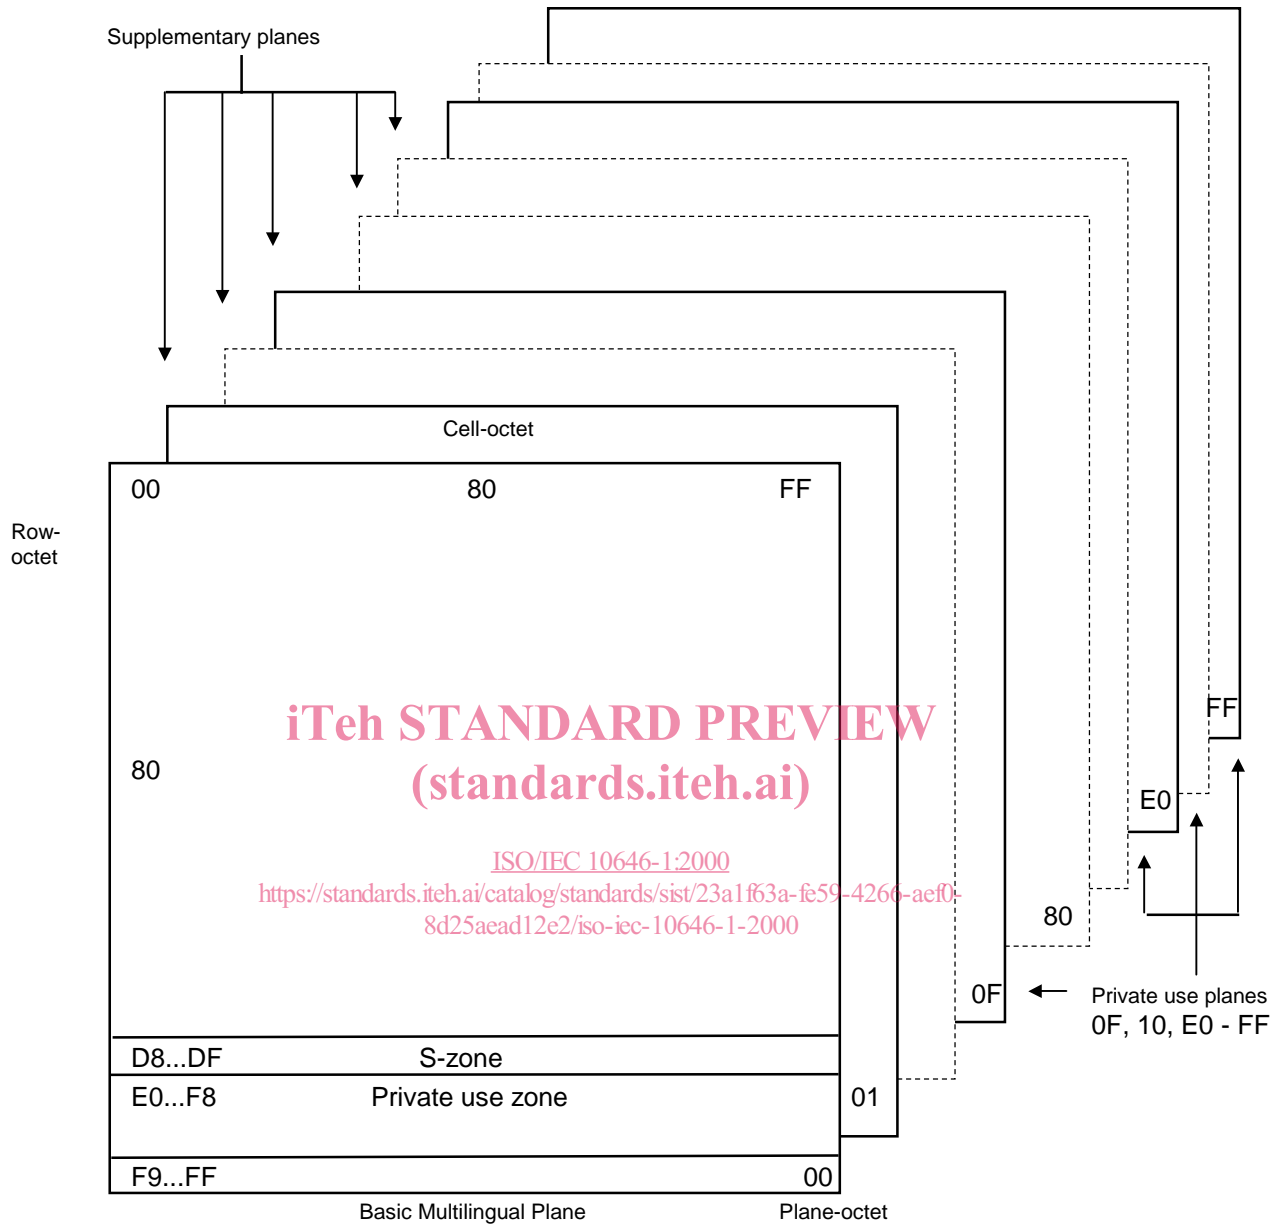 Supplementary planes
Cell-octet
00 80 FF
Row-
octet
FF
iTeh STANDARD PREVIEW
80
(standards.iteh.ai)
E0
ISO/IEC 10646-1:2000
https://standards.iteh.ai/catalog/standards/sist/23a1f63a-fe59-4266-aef0-
8d25aead12e2/iso-iec-10646-1-2000
80
0F
Private use planes
0F, 10, E0 - FF
D8...DF S-zone
E0...F8 Private use zone
01
F9...FF 00
Basic Multilingual Plane Plane-octet